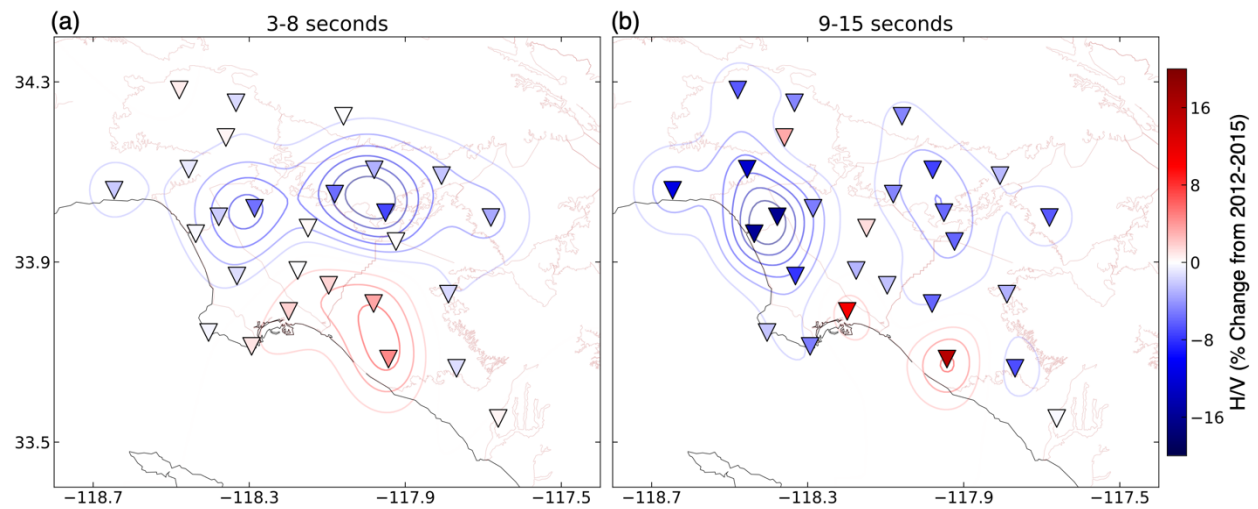 (a) 3-8 seconds
(b) 9-15 seconds
34.3
33.9
33.5
−118.7 −118.3 −117.9 −117.5
−118.7 −118.3 −117.9 −117.5
16
8
0
−8
−16
H/V (% Change from 2012-2015)